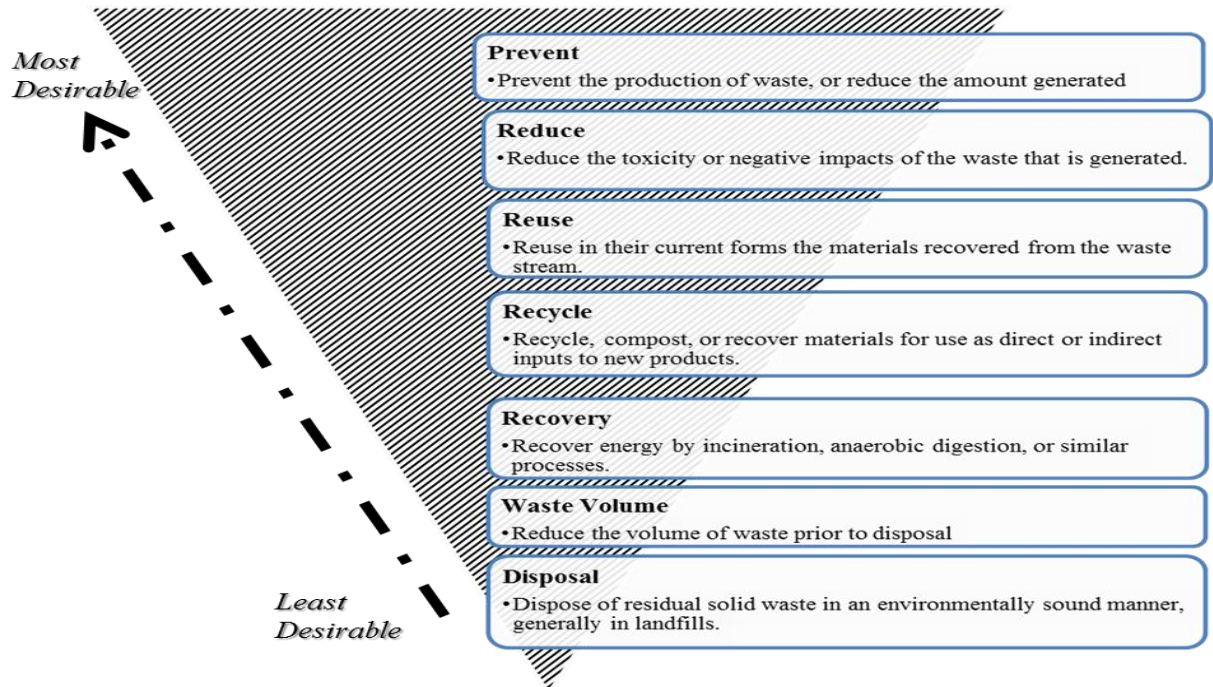 Most
Desirable
Prevent
•Prevent the production of waste, or reduce the amount generated
Reduce
•Reduce the toxicity or negative impacts of the waste that is generated.
Reuse
•Reuse in their current forms the materials recovered from the waste
stream.
Recycle
•Recycle, compost, or recover materials for use as direct or indirect
inputs to new products.
Recovery
•Recover energy by incineration, anaerobic digestion, or similar
processes.
Waste Volume
•Reduce the volume of waste prior to disposal
Disposal
•Dispose of residual solid waste in an environmentally sound manner,
generally in landfills.
Least
Desirable